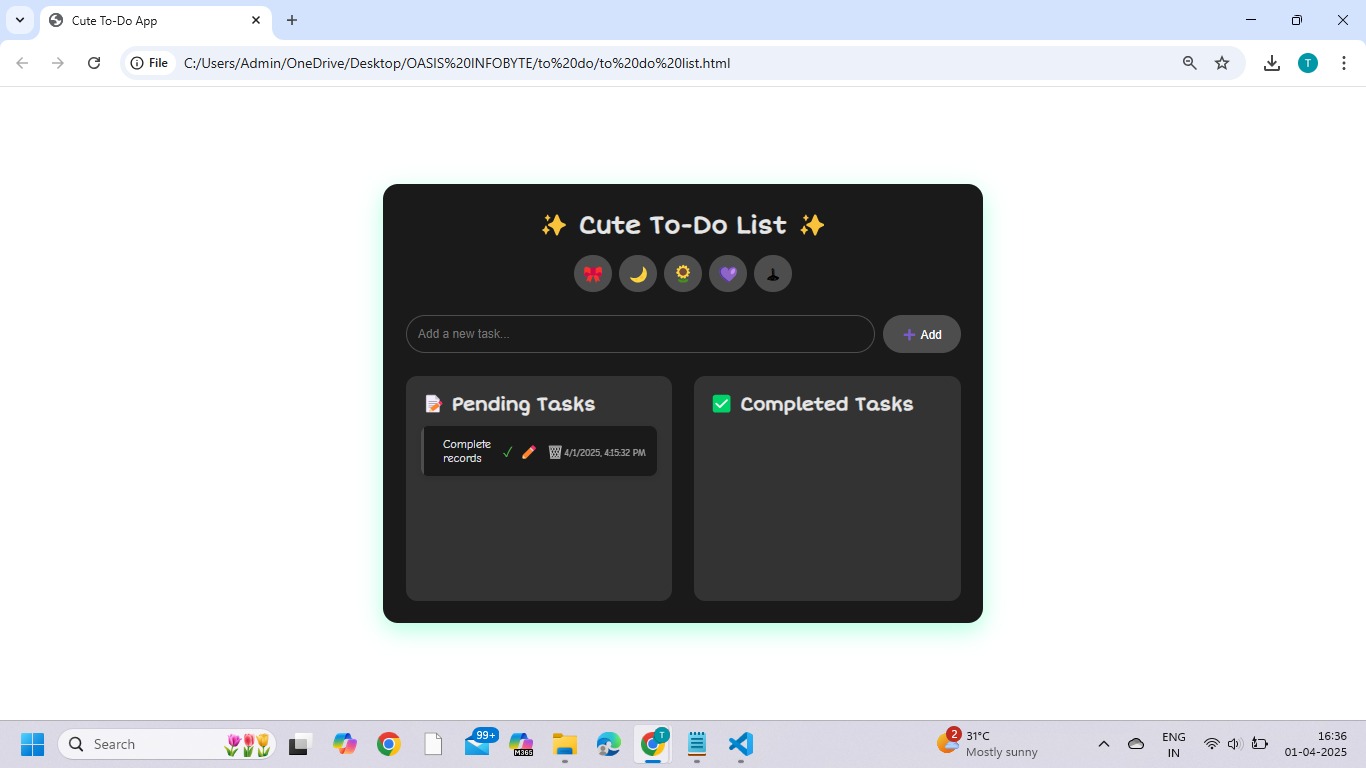 Cute To-Do App
File
C:/Users/Admin/OneDrive/Desktop/OASIS%20INFOBYTE/to%20do/to%20do%20list.html
T
✨ Cute To-Do List ✨
Add a new task...
➕ Add
📝 Pending Tasks
✅ Completed Tasks
Complete
records
✓ ✏️ 🗑️ 4/1/2025, 4:15:32 PM
Search
99+
M365
T
2
31°C
Mostly sunny
ENG
IN
16:36
01-04-2025